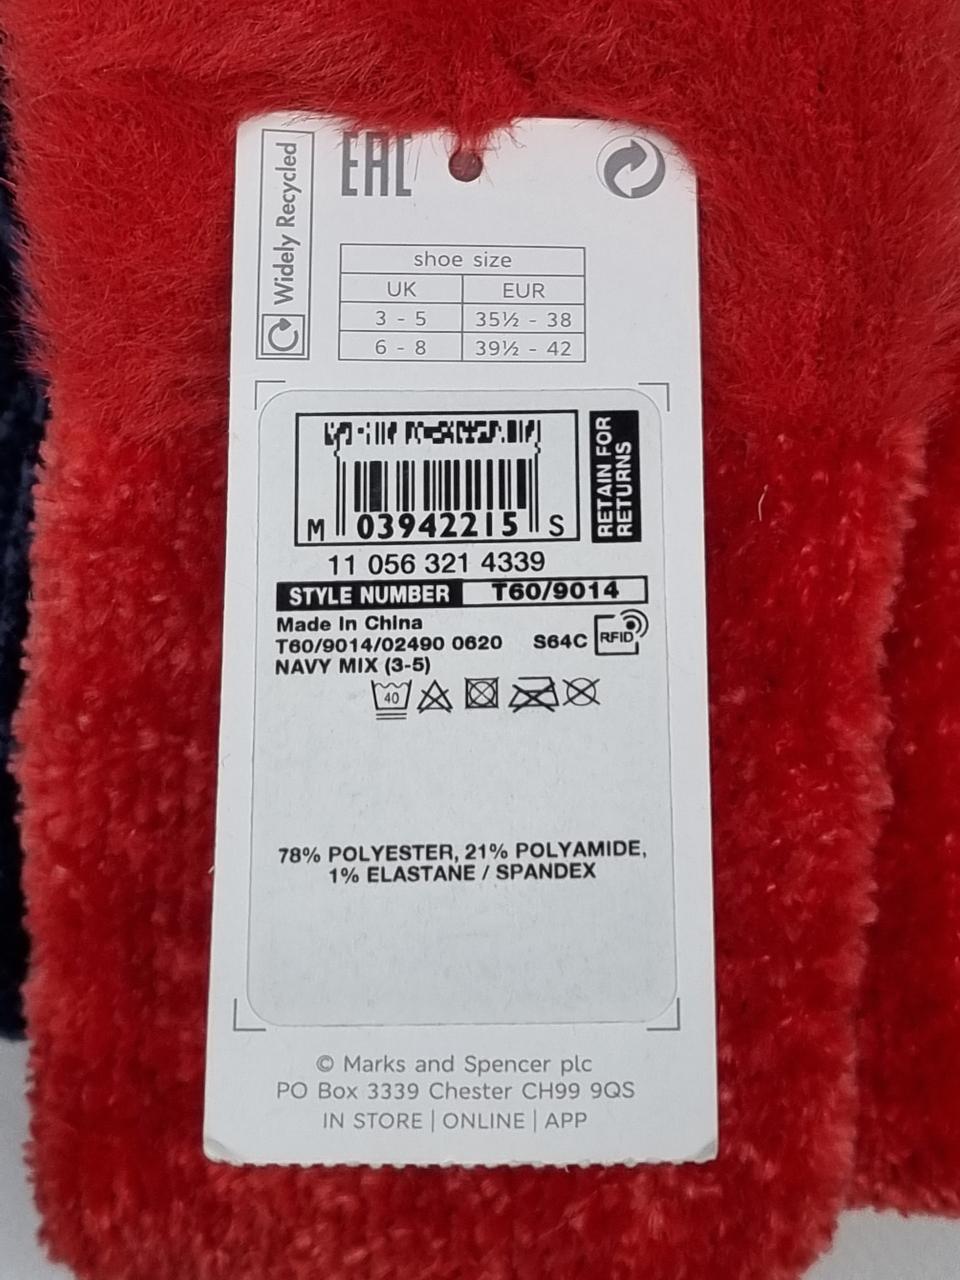 Widely Recycled
EAC
shoe size
UK EUR
3 - 5 35½ - 38
6 - 8 39½ - 42
M 03942215 S
RETAIN FOR
RETURNS
11 056 321 4339
STYLE NUMBER T60/9014
Made In China
T60/9014/02490 0620 S64C RFID
NAVY MIX (3-5)
40
78% POLYESTER, 21% POLYAMIDE,
1% ELASTANE / SPANDEX
© Marks and Spencer plc
PO Box 3339 Chester CH99 9QS
IN STORE | ONLINE | APP